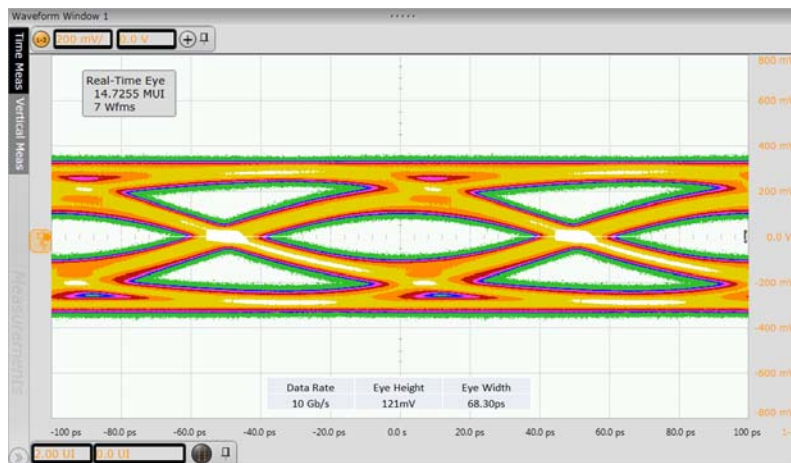 Waveform Window 1
Time Meas
Vertical Meas
Measurements
1-3 200 mV/ 0.0 V
Real-Time Eye
14.7255 MUI
7 Wfms
800 mV
600 mV
400 mV
200 mV
0.0 V
-200 mV
-400 mV
-600 mV
-800 mV
Data Rate Eye Height Eye Width
10 Gb/s 121mV 68.30ps
-100 ps -80.0 ps -60.0 ps -40.0 ps -20.0 ps 0.0 s 20.0 ps 40.0 ps 60.0 ps 80.0 ps 100 ps
2.00 UI 0.0 UI